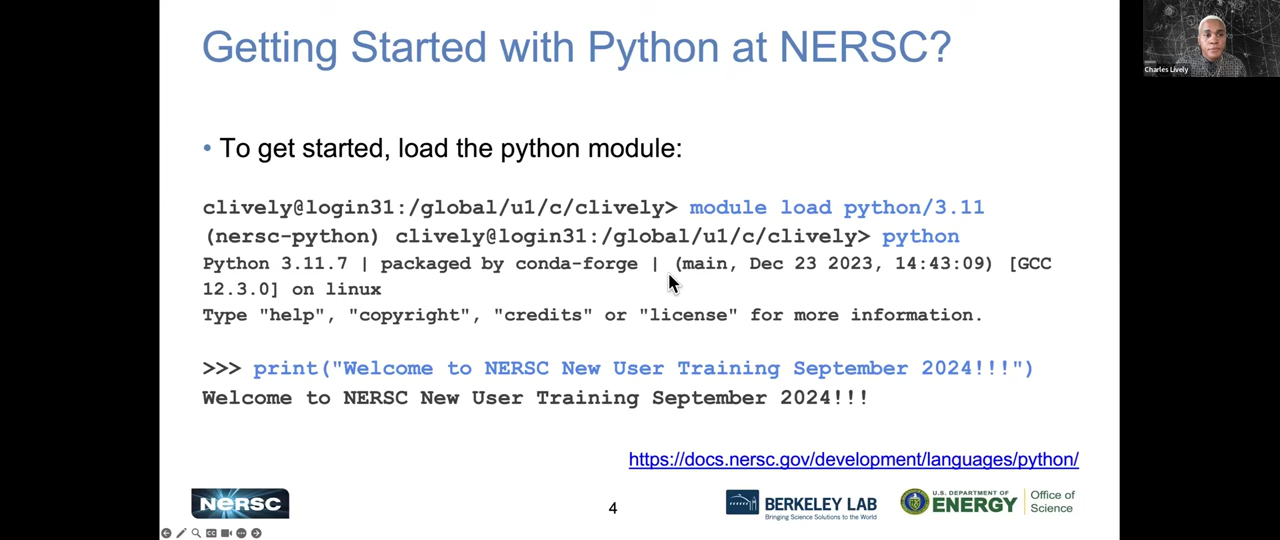 Getting Started with Python at NERSC?
Charles Lively
• To get started, load the python module:
clively@login31:/global/u1/c/clively> module load python/3.11
(nersc-python) clively@login31:/global/u1/c/clively> python
Python 3.11.7 | packaged by conda-forge | (main, Dec 23 2023, 14:43:09) [GCC
12.3.0] on linux
Type "help", "copyright", "credits" or "license" for more information.
>>> print("Welcome to NERSC New User Training September 2024!!!")
Welcome to NERSC New User Training September 2024!!!
https://docs.nersc.gov/development/languages/python/
NERSC
4
BERKELEY LAB
Bringing Science Solutions to the World
U.S. DEPARTMENT OF
ENERGY
Office of
Science